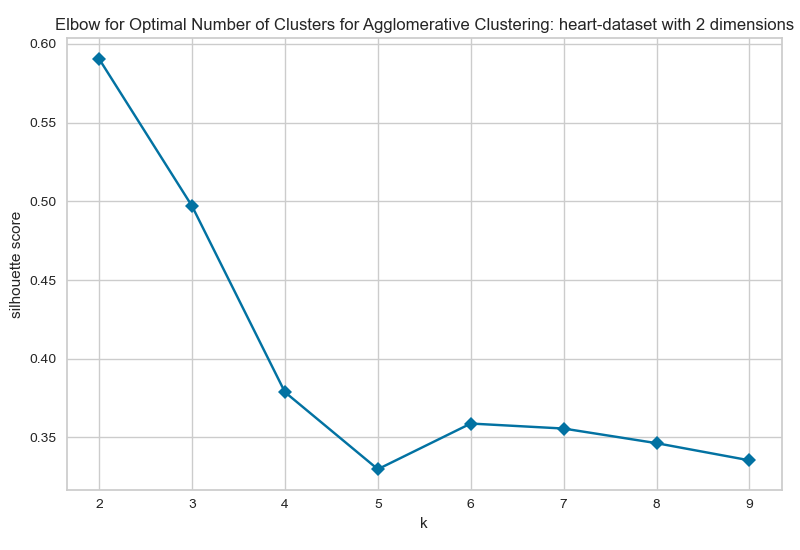 Elbow for Optimal Number of Clusters for Agglomerative Clustering: heart-dataset with 2 dimensions
0.60
0.55
0.50
0.45
0.40
0.35
silhouette score
2 3 4 5 6 7 8 9
k